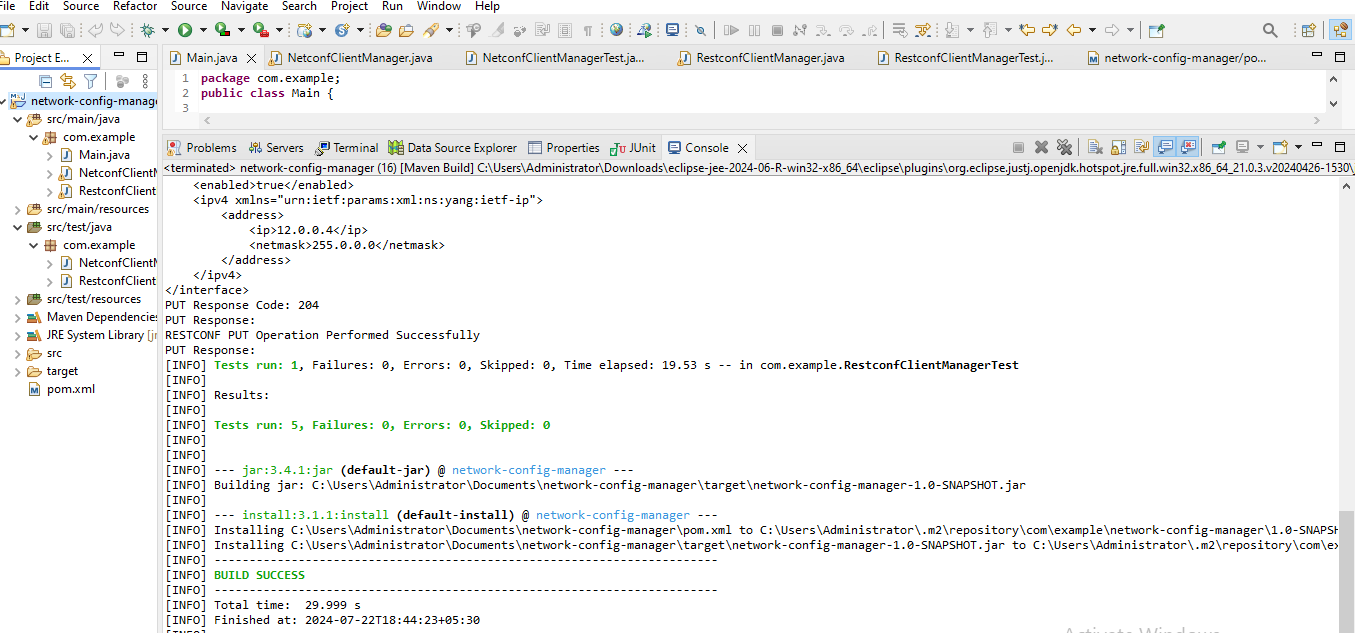 File Edit Source Refactor Source Navigate Search Project Run Window Help
Project E...
Main.java NetconfClientManager.java NetconfClientManagerTest.ja... RestconfClientManager.java RestconfClientManagerTest.j... network-config-manager/po...
network-config-manag
src/main/java
com.example
Main.java
NetconfClientM
RestconfClient
src/main/resources
src/test/java
com.example
NetconfClientM
RestconfClient
src/test/resources
Maven Dependencies
JRE System Library [j
src
target
pom.xml
1 package com.example;
2 public class Main {
3
Problems Servers Terminal Data Source Explorer Properties JUnit Console
<terminated> network-config-manager (16) [Maven Build] C:\Users\Administrator\Downloads\eclipse-jee-2024-06-R-win32-x86_64\eclipse\plugins\org.eclipse.justj.openjdk.hotspot.jre.full.win32.x86_64_21.0.3.v20240426-1530\
<enabled>true</enabled>
<ipv4 xmlns="urn:ietf:params:xml:ns:yang:ietf-ip">
<address>
<ip>12.0.0.4</ip>
<netmask>255.0.0.0</netmask>
</address>
</ipv4>
</interface>
PUT Response Code: 204
PUT Response:
RESTCONF PUT Operation Performed Successfully
PUT Response:
[INFO] Tests run: 1, Failures: 0, Errors: 0, Skipped: 0, Time elapsed: 19.53 s -- in com.example.RestconfClientManagerTest
[INFO]
[INFO] Results:
[INFO]
[INFO] Tests run: 5, Failures: 0, Errors: 0, Skipped: 0
[INFO]
[INFO]
[INFO] --- jar:3.4.1:jar (default-jar) @ network-config-manager ---
[INFO] Building jar: C:\Users\Administrator\Documents\network-config-manager\target\network-config-manager-1.0-SNAPSHOT.jar
[INFO]
[INFO] --- install:3.1.1:install (default-install) @ network-config-manager ---
[INFO] Installing C:\Users\Administrator\Documents\network-config-manager\pom.xml to C:\Users\Administrator\.m2\repository\com\example\network-config-manager\1.0-SNAPSH
[INFO] Installing C:\Users\Administrator\Documents\network-config-manager\target\network-config-manager-1.0-SNAPSHOT.jar to C:\Users\Administrator\.m2\repository\com\ex
[INFO] ------------------------------------------------------------------------
[INFO] BUILD SUCCESS
[INFO] ------------------------------------------------------------------------
[INFO] Total time:  29.999 s
[INFO] Finished at: 2024-07-22T18:44:23+05:30